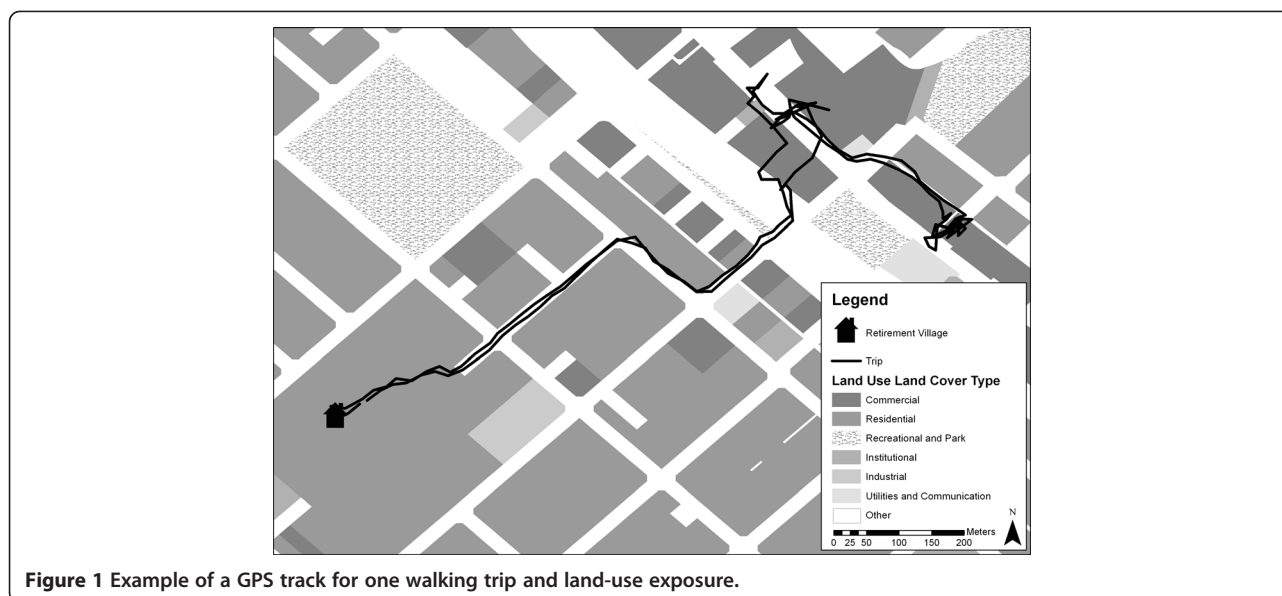 Legend
Retirement Village
Trip
Land Use Land Cover Type
Commercial
Residential
Recreational and Park
Institutional
Industrial
Utilities and Communication
Other
N
Meters
0 25 50 100 150 200
Figure 1 Example of a GPS track for one walking trip and land-use exposure.